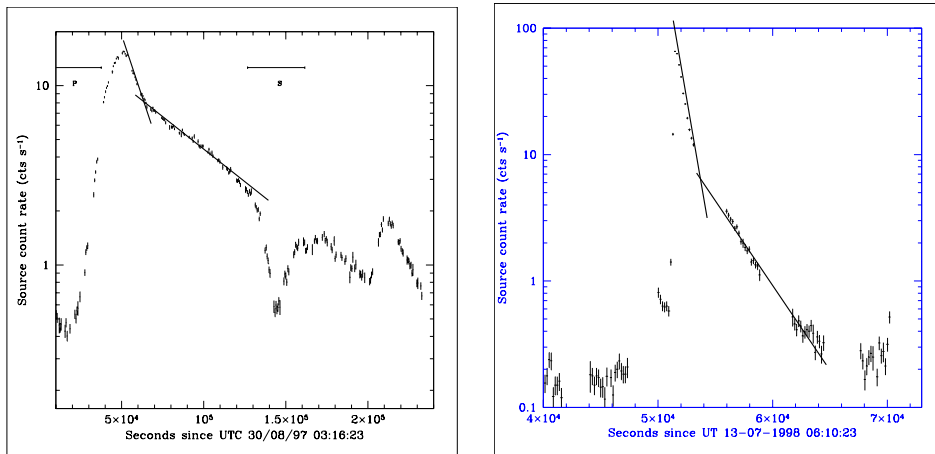 P
S
10
1
Source count rate (cts s⁻¹)
5×10⁴ 10⁵ 1.5×10⁵ 2×10⁵
Seconds since UTC 30/08/97 03:16:23
100
10
1
0.1
Source count rate (cts s⁻¹)
4×10⁴ 5×10⁴ 6×10⁴ 7×10⁴
Seconds since UT 13-07-1998 06:10:23